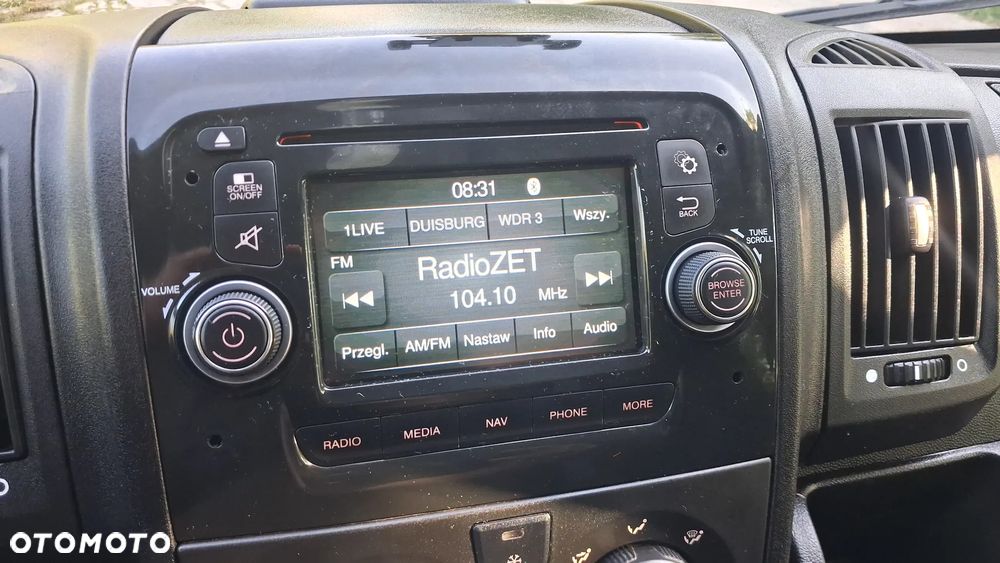 08:31
SCREEN
ON/OFF
1LIVE
DUISBURG
WDR 3
Wszy.
BACK
TUNE
SCROLL
FM
RadioZET
VOLUME
104.10 MHz
BROWSE
ENTER
Przegl.
AM/FM
Nastaw
Info
Audio
RADIO
MEDIA
NAV
PHONE
MORE
OTOMOTO